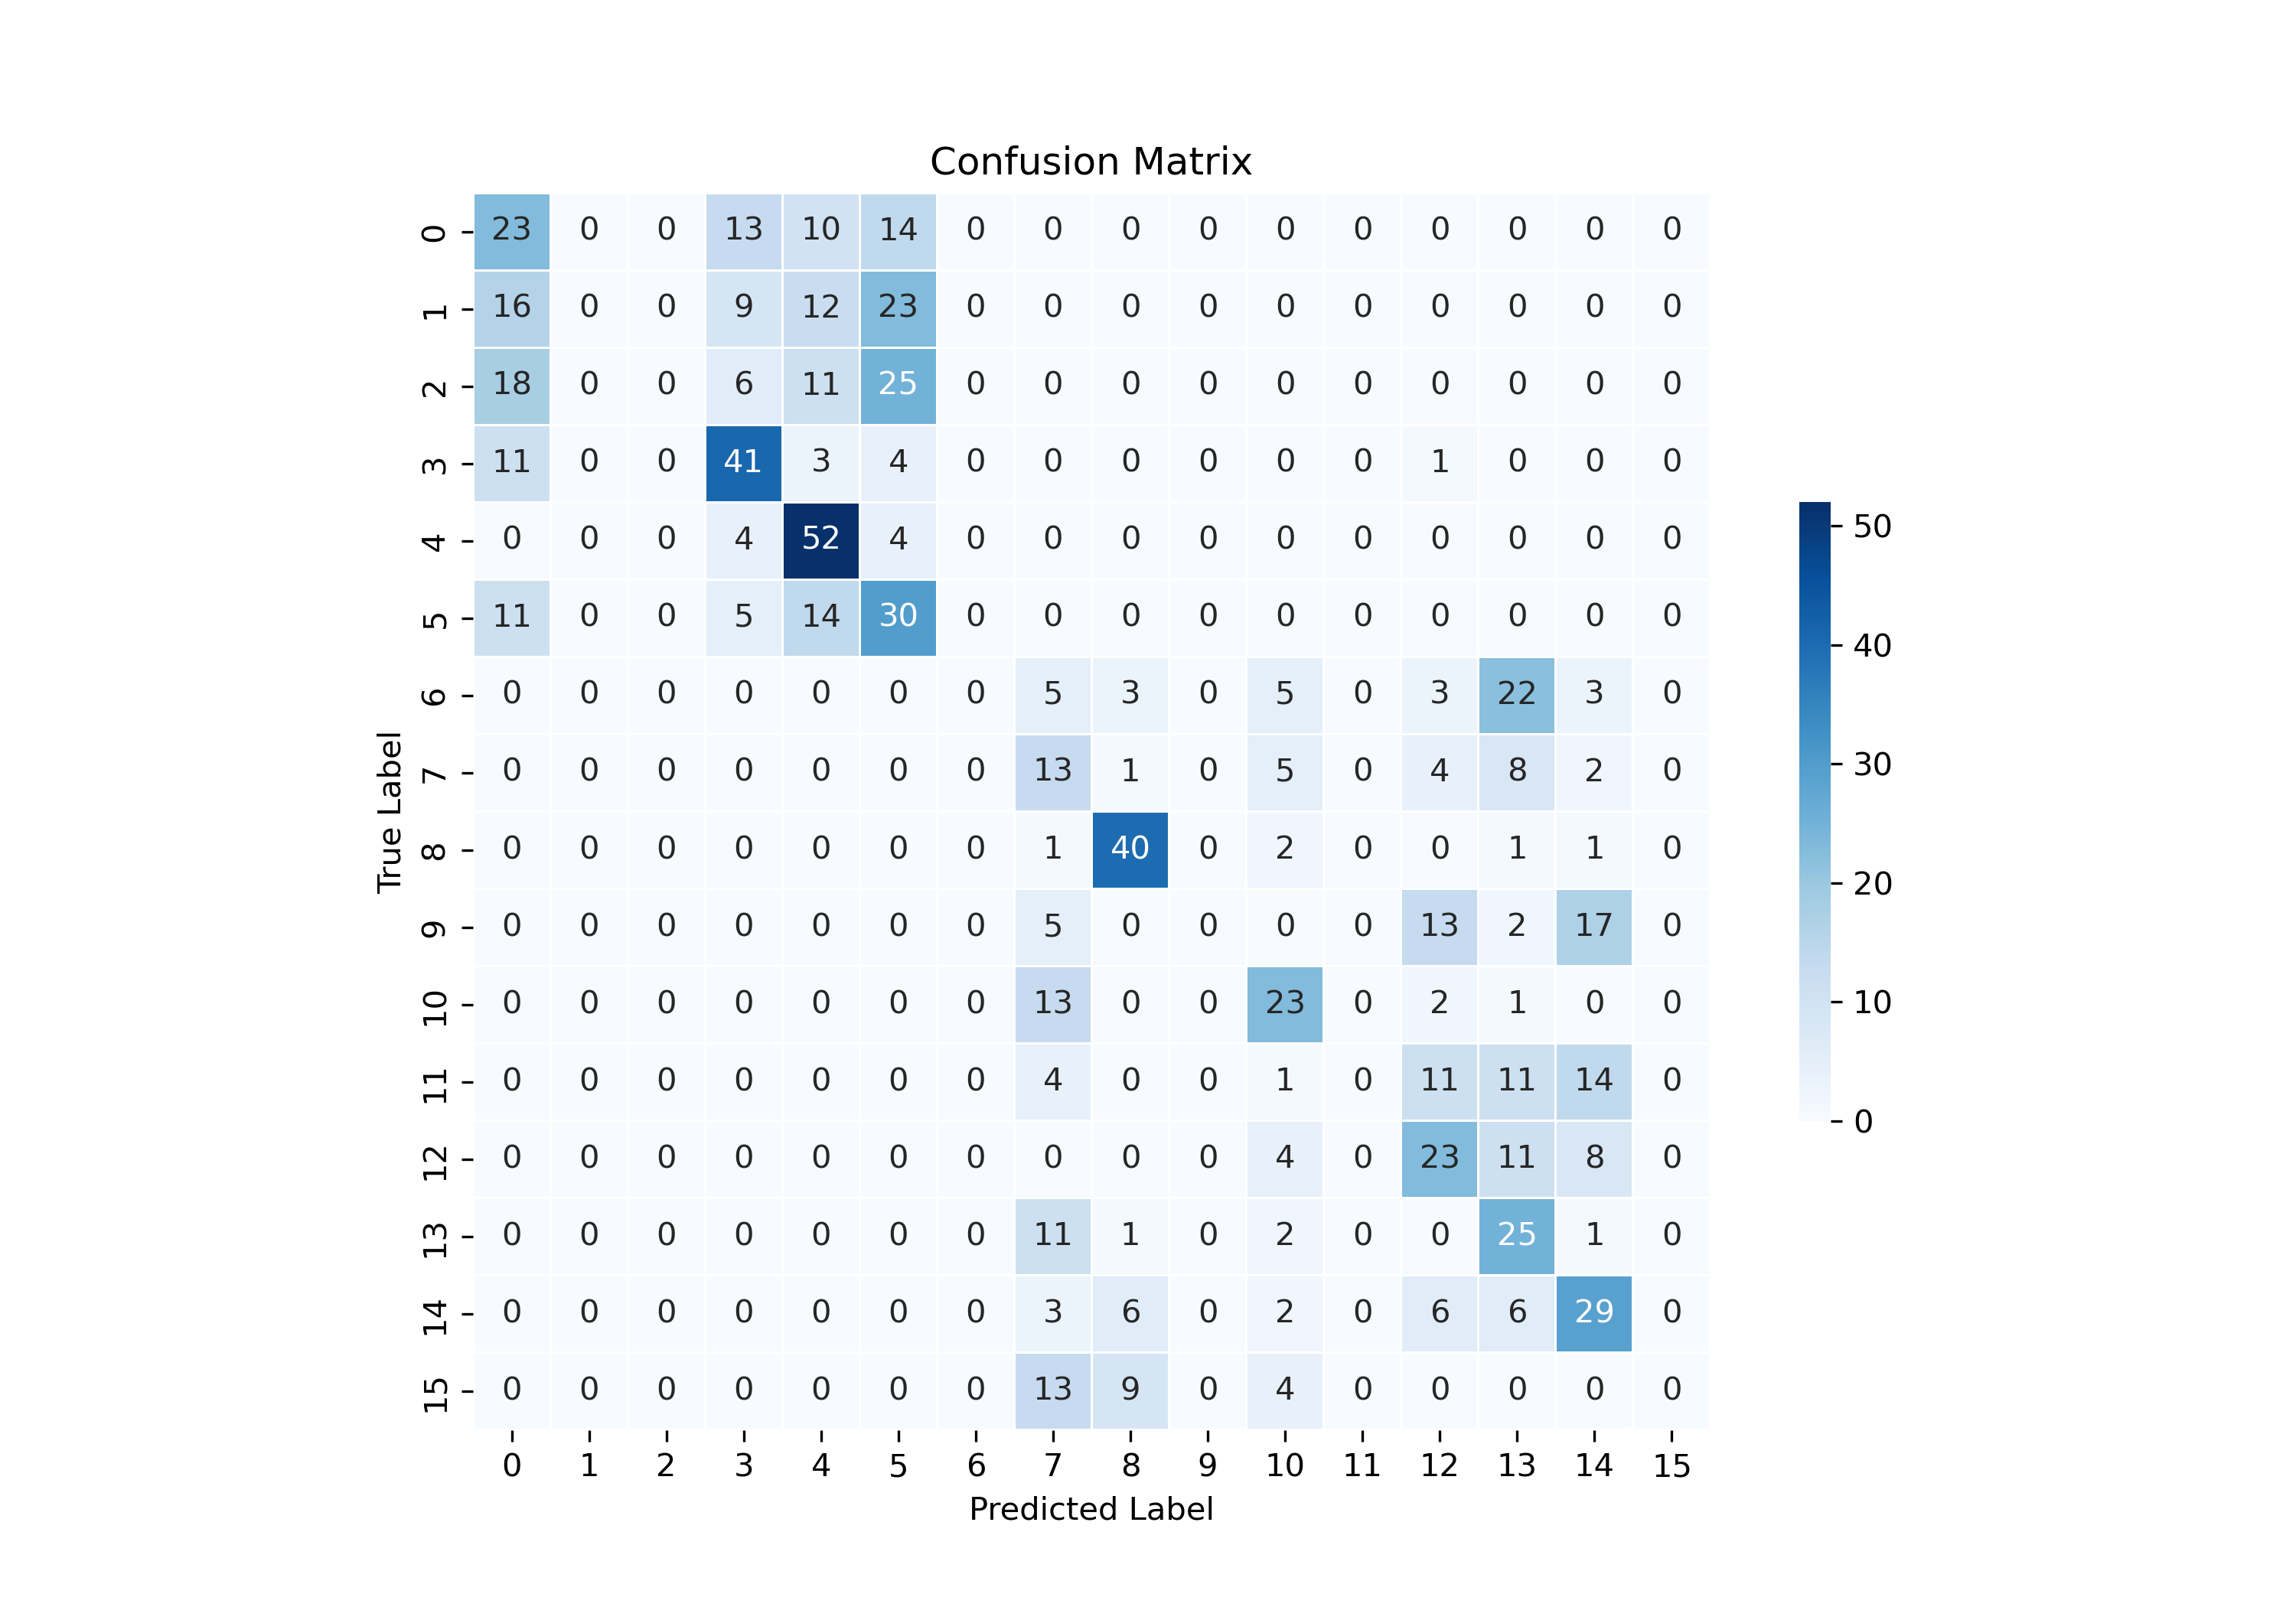 Confusion Matrix
0 23 0 0 13 10 14 0 0 0 0 0 0 0 0 0 0
1 16 0 0 9 12 23 0 0 0 0 0 0 0 0 0 0
2 18 0 0 6 11 25 0 0 0 0 0 0 0 0 0 0
3 11 0 0 41 3 4 0 0 0 0 0 0 1 0 0 0
4 0 0 0 4 52 4 0 0 0 0 0 0 0 0 0 0
5 11 0 0 5 14 30 0 0 0 0 0 0 0 0 0 0
6 0 0 0 0 0 0 0 5 3 0 5 0 3 22 3 0
7 0 0 0 0 0 0 0 13 1 0 5 0 4 8 2 0
8 0 0 0 0 0 0 0 1 40 0 2 0 0 1 1 0
9 0 0 0 0 0 0 0 5 0 0 0 0 13 2 17 0
10 0 0 0 0 0 0 0 13 0 0 23 0 2 1 0 0
11 0 0 0 0 0 0 0 4 0 0 1 0 11 11 14 0
12 0 0 0 0 0 0 0 0 0 0 4 0 23 11 8 0
13 0 0 0 0 0 0 0 11 1 0 2 0 0 25 1 0
14 0 0 0 0 0 0 0 3 6 0 2 0 6 6 29 0
15 0 0 0 0 0 0 0 13 9 0 4 0 0 0 0 0
0 1 2 3 4 5 6 7 8 9 10 11 12 13 14 15
Predicted Label
True Label
50
40
30
20
10
0